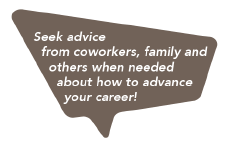 Seek advice
from coworkers, family and
others when needed
about how to advance
your career!